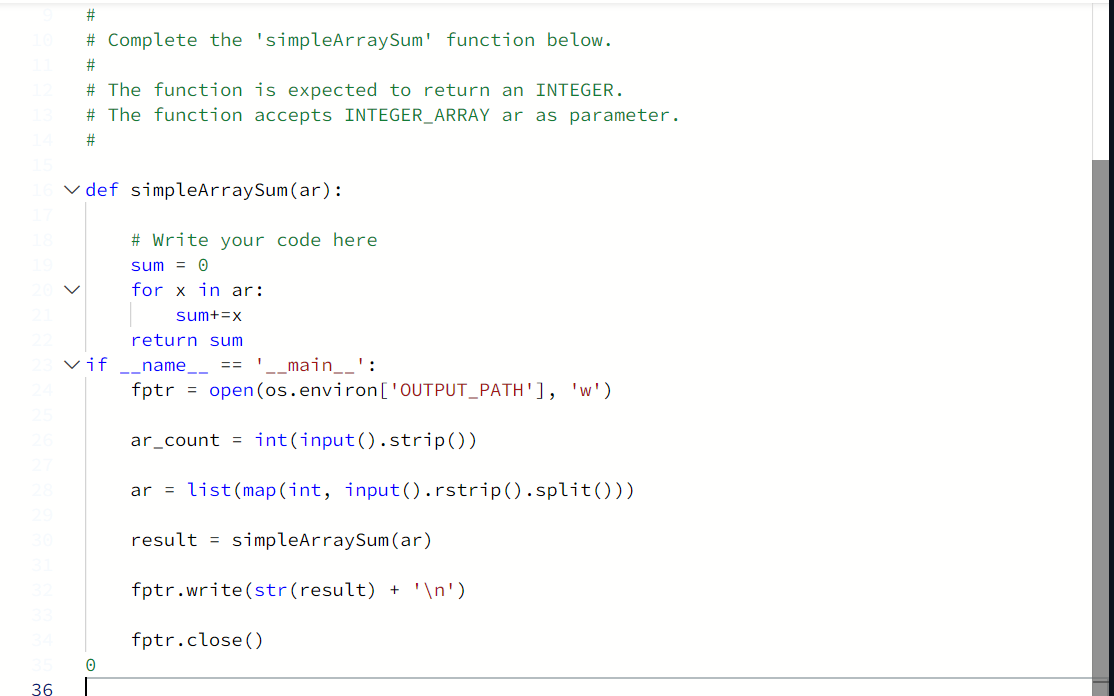 9 #
10 # Complete the 'simpleArraySum' function below.
11 #
12 # The function is expected to return an INTEGER.
13 # The function accepts INTEGER_ARRAY ar as parameter.
14 #
15
16 def simpleArraySum(ar):
17
18     # Write your code here
19     sum = 0
20     for x in ar:
21         sum+=x
22     return sum
23 if __name__ == '__main__':
24     fptr = open(os.environ['OUTPUT_PATH'], 'w')
25
26     ar_count = int(input().strip())
27
28     ar = list(map(int, input().rstrip().split()))
29
30     result = simpleArraySum(ar)
31
32     fptr.write(str(result) + '\n')
33
34     fptr.close()
35 0
36